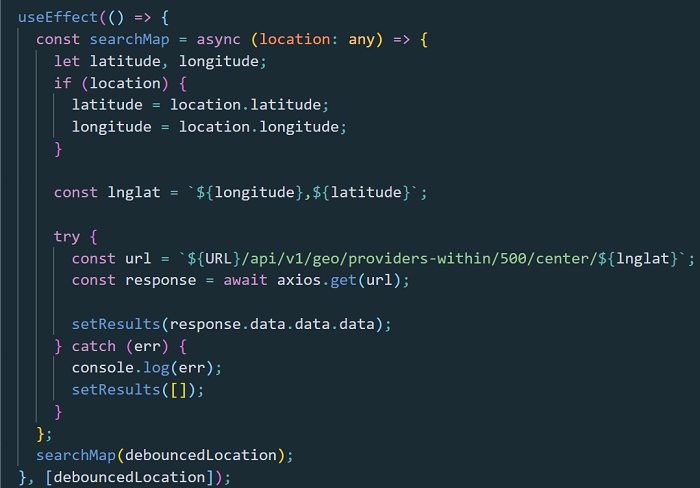 useEffect(() => {
const searchMap = async (location: any) => {
let latitude, longitude;
if (location) {
latitude = location.latitude;
longitude = location.longitude;
}
const lnglat = `${longitude},${latitude}`;
try {
const url = `${URL}/api/v1/geo/providers-within/500/center/${lnglat}`;
const response = await axios.get(url);
setResults(response.data.data.data);
} catch (err) {
console.log(err);
setResults([]);
}
};
searchMap(debouncedLocation);
}, [debouncedLocation]);